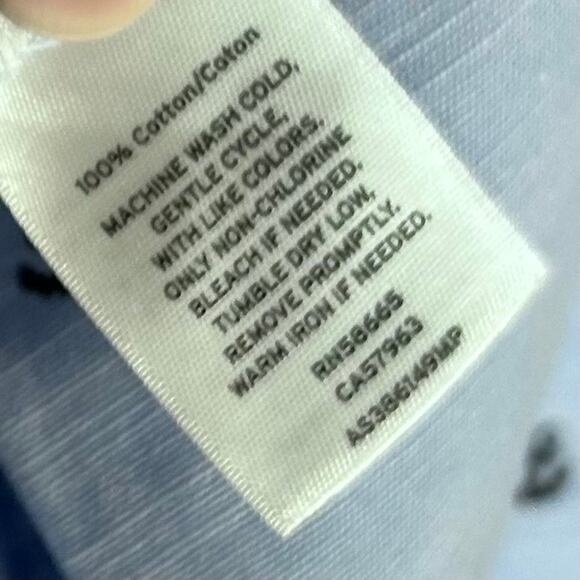 100% Cotton/Coton
MACHINE WASH COLD,
GENTLE CYCLE,
WITH LIKE COLORS.
ONLY NON-CHLORINE
BLEACH IF NEEDED.
TUMBLE DRY LOW,
REMOVE PROMPTLY.
WARM IRON IF NEEDED.
RN58665
CA57963
AS386149MP